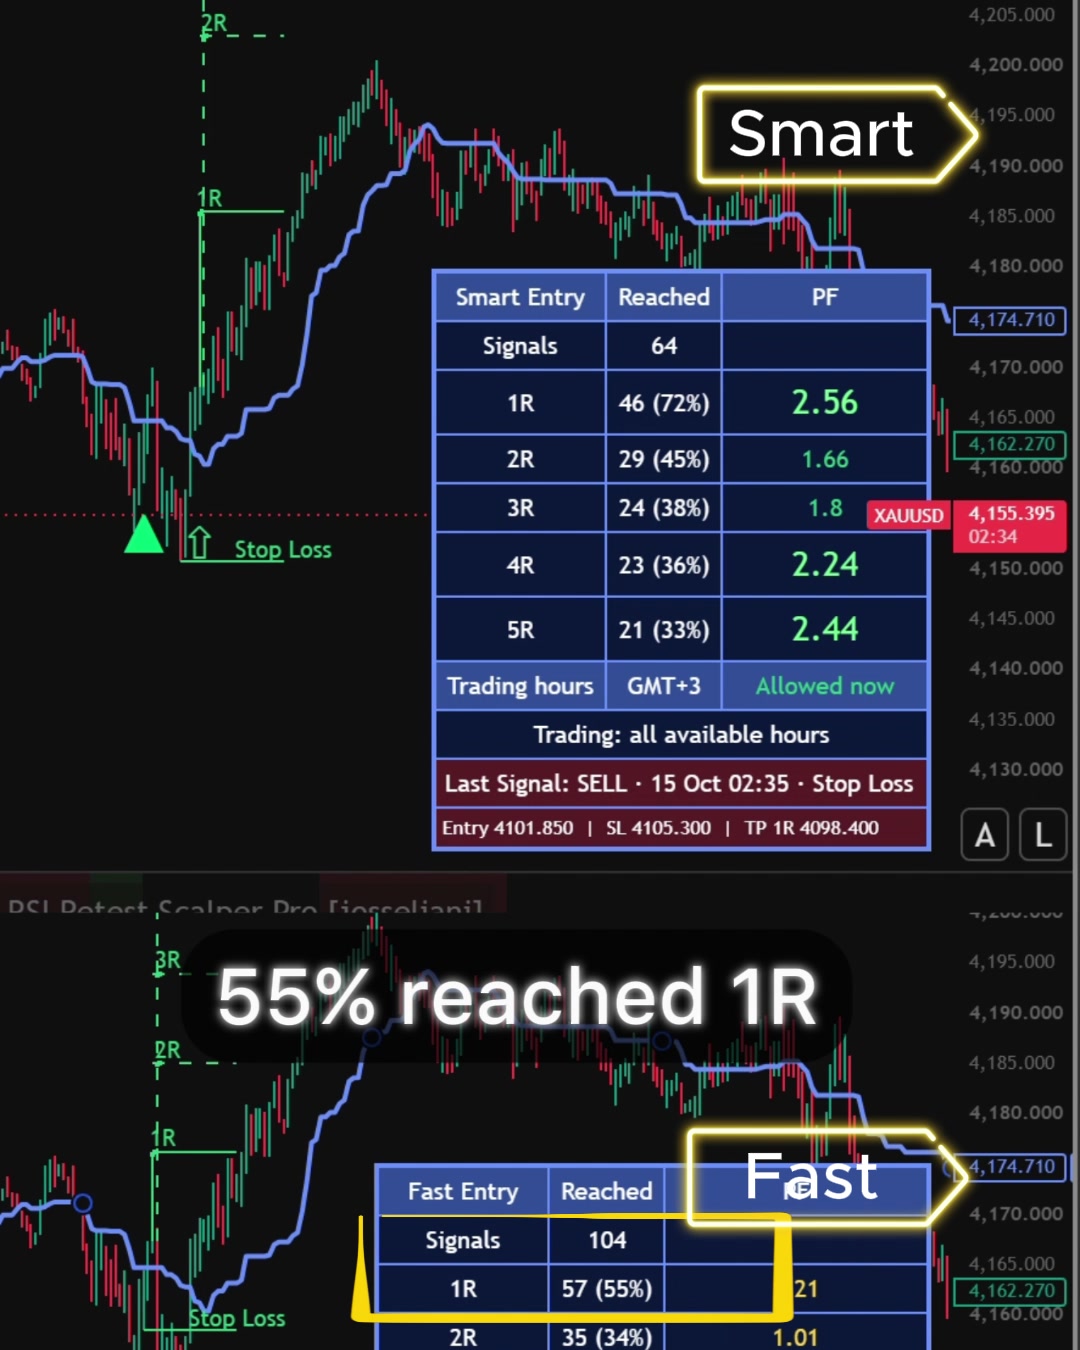 2R
4,205.000
4,200.000
Smart
4,195.000
4,190.000
1R
4,185.000
4,180.000
Smart Entry Reached PF
4,174.710
Signals 64
4,170.000
1R 46 (72%) 2.56
4,165.000
4,162.270
2R 29 (45%) 1.66
4,160.000
3R 24 (38%) 1.8
XAUUSD 4,155.395
02:34
Stop Loss
4R 23 (36%) 2.24
4,150.000
4,145.000
5R 21 (33%) 2.44
4,140.000
Trading hours GMT+3 Allowed now
4,135.000
Trading: all available hours
4,130.000
Last Signal: SELL · 15 Oct 02:35 · Stop Loss
Entry 4101.850 | SL 4105.300 | TP 1R 4098.400
A L
RSI Retest Scalper Pro [josseliani]
3R
4,195.000
55% reached 1R
4,190.000
2R
4,185.000
4,180.000
1R
Fast
4,174.710
Fast Entry Reached
4,170.000
Signals 104
4,165.000
1R 57 (55%) 21
4,162.270
Stop Loss
4,160.000
2R 35 (34%) 1.01